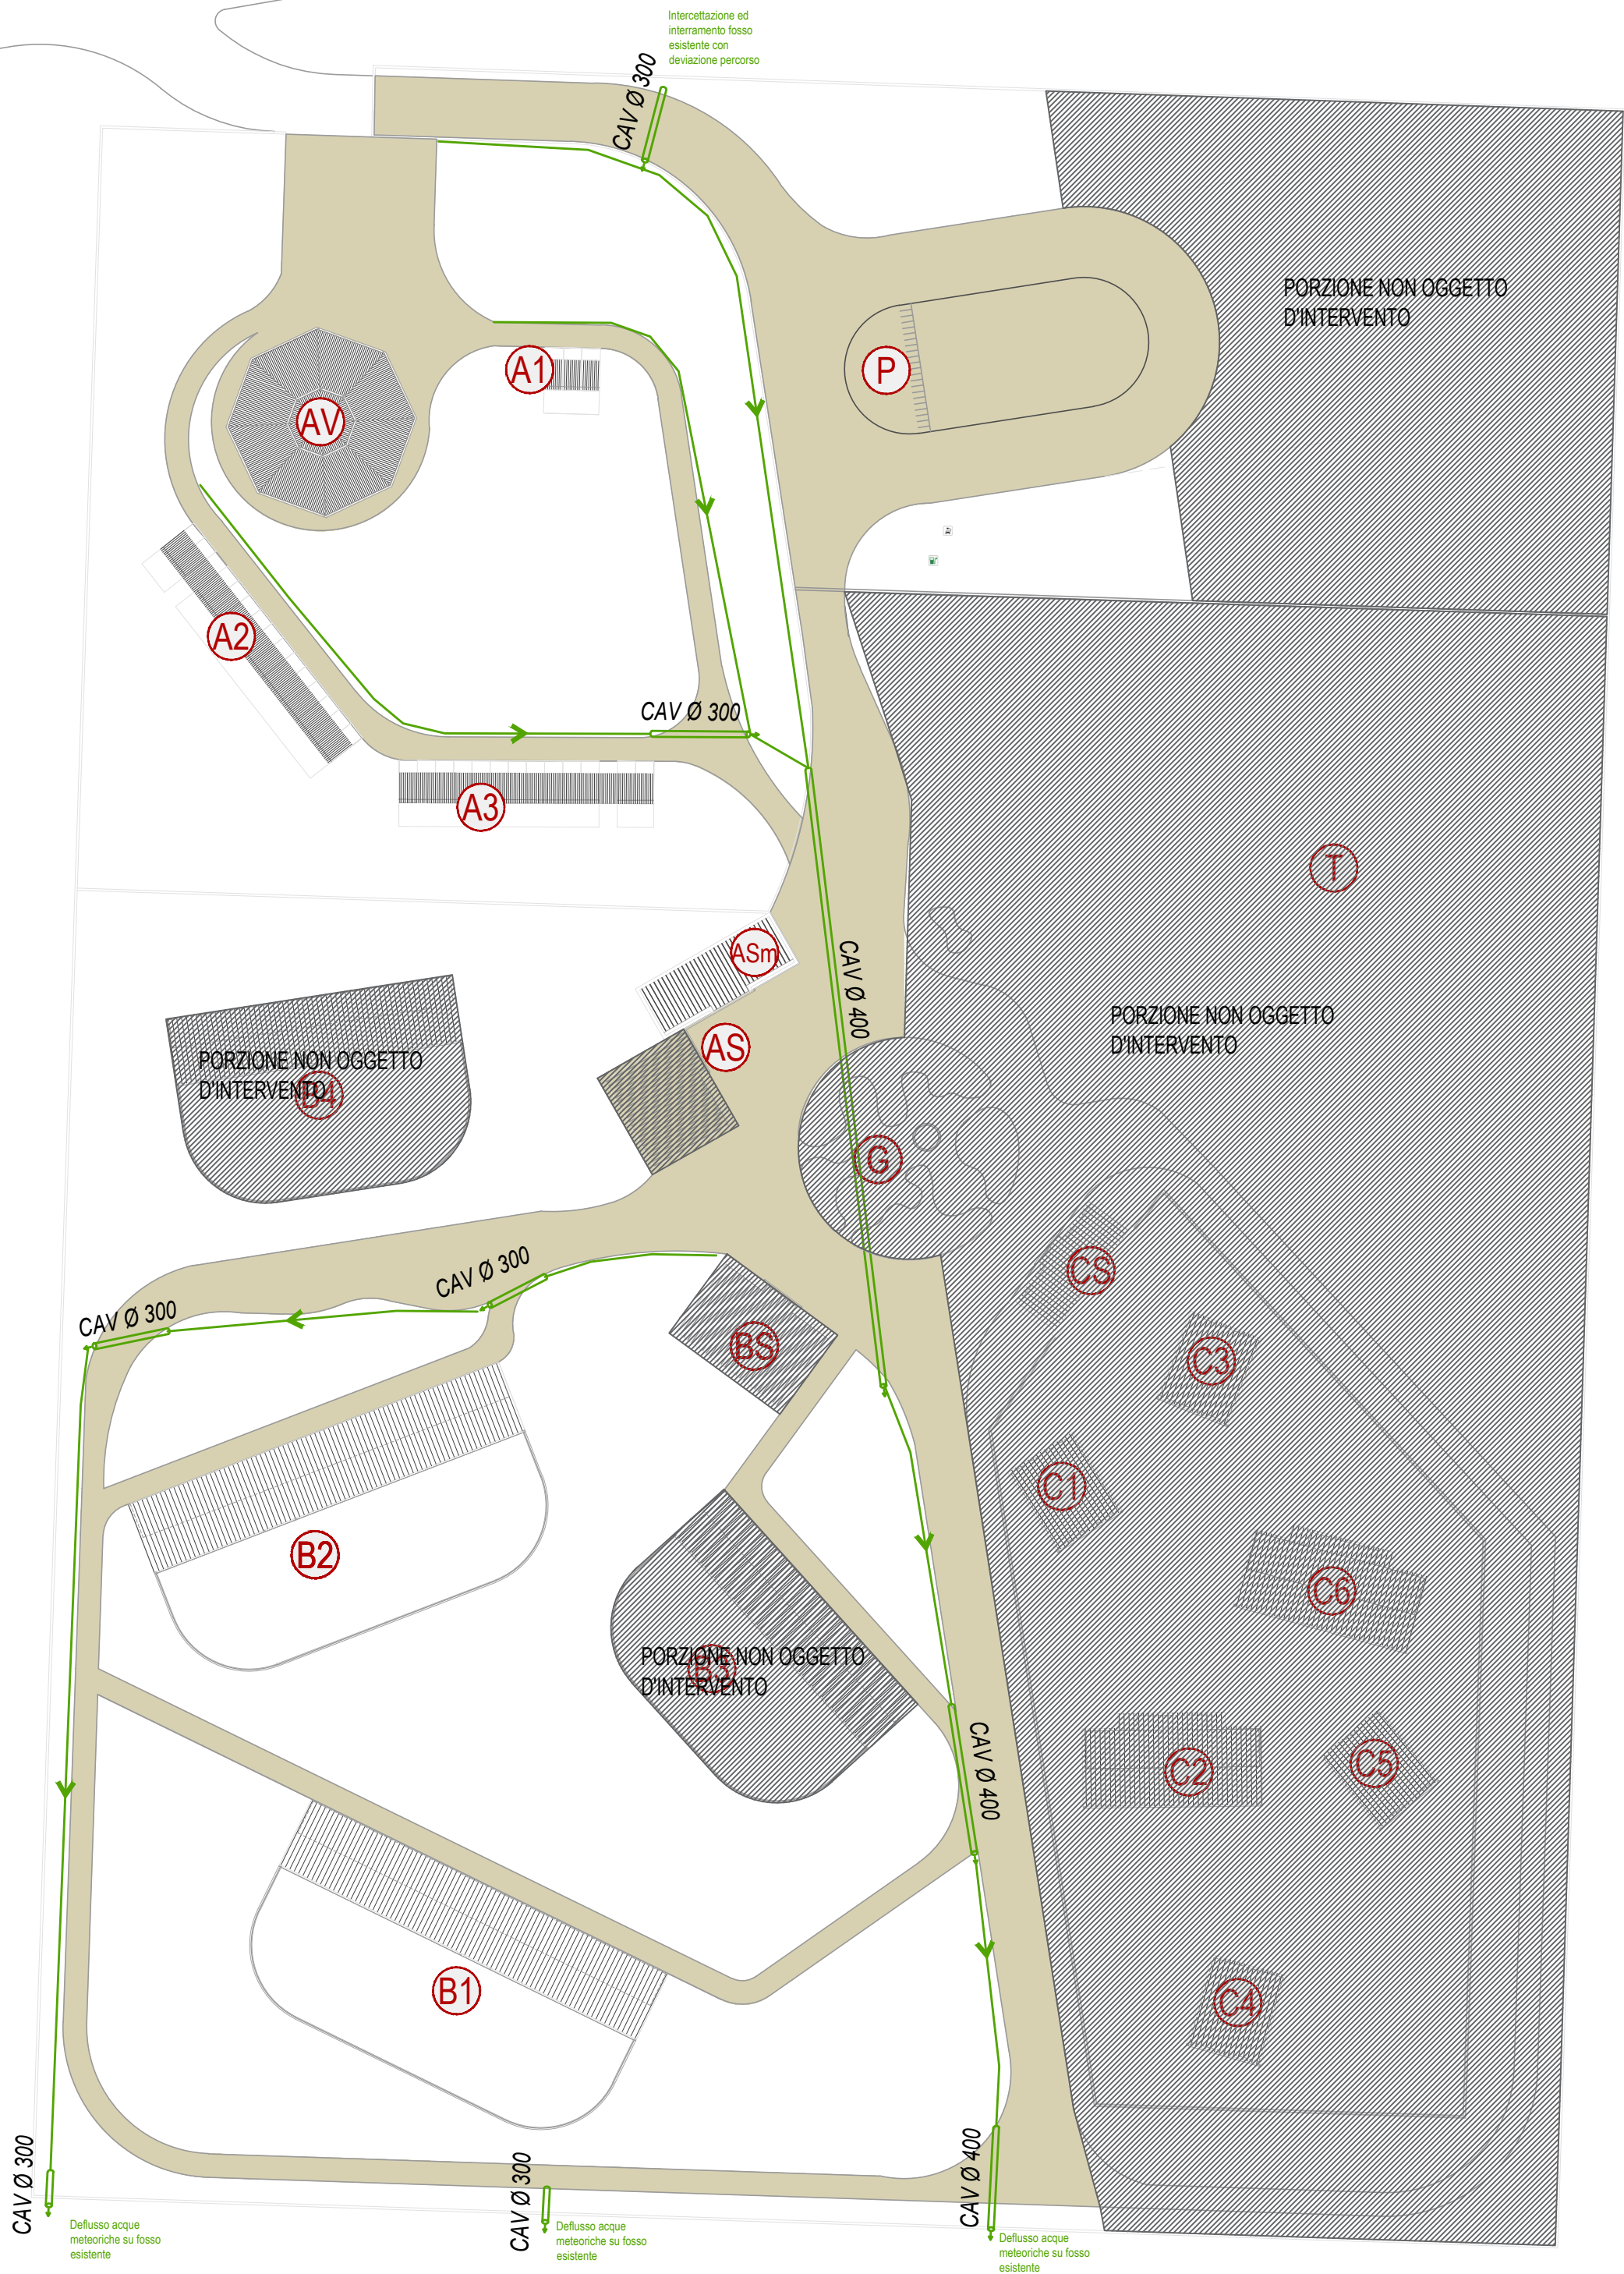 Intercettazione ed
interramento fosso
esistente con
deviazione percorso
CAV Ø 300
PORZIONE NON OGGETTO
D'INTERVENTO
A1
P
AV
A2
CAV Ø 300
A3
T
ASm
CAV Ø 400
PORZIONE NON OGGETTO
D'INTERVENTO
AS
PORZIONE NON OGGETTO
D'INTERVENTO
B4
G
CAV Ø 300
CS
CAV Ø 300
BS
C3
C1
B2
C6
PORZIONE NON OGGETTO
D'INTERVENTO
B3
CAV Ø 400
C2
C5
B1
C4
CAV Ø 300
CAV Ø 300
CAV Ø 400
Deflusso acque
meteoriche su fosso
esistente
Deflusso acque
meteoriche su fosso
esistente
Deflusso acque
meteoriche su fosso
esistente